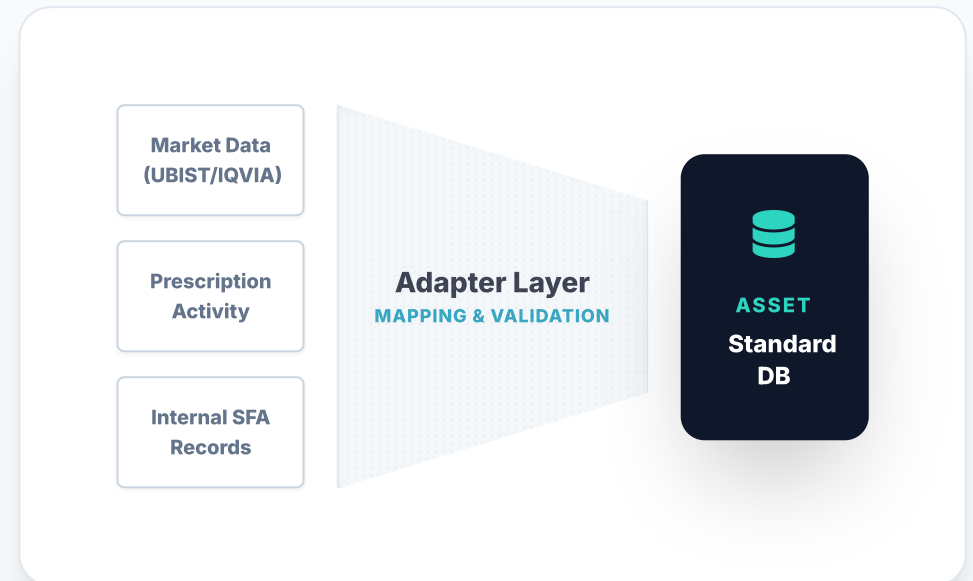 Market Data
(UBIST/IQVIA)
Prescription
Activity
Internal SFA
Records
Adapter Layer
MAPPING & VALIDATION
ASSET
Standard
DB